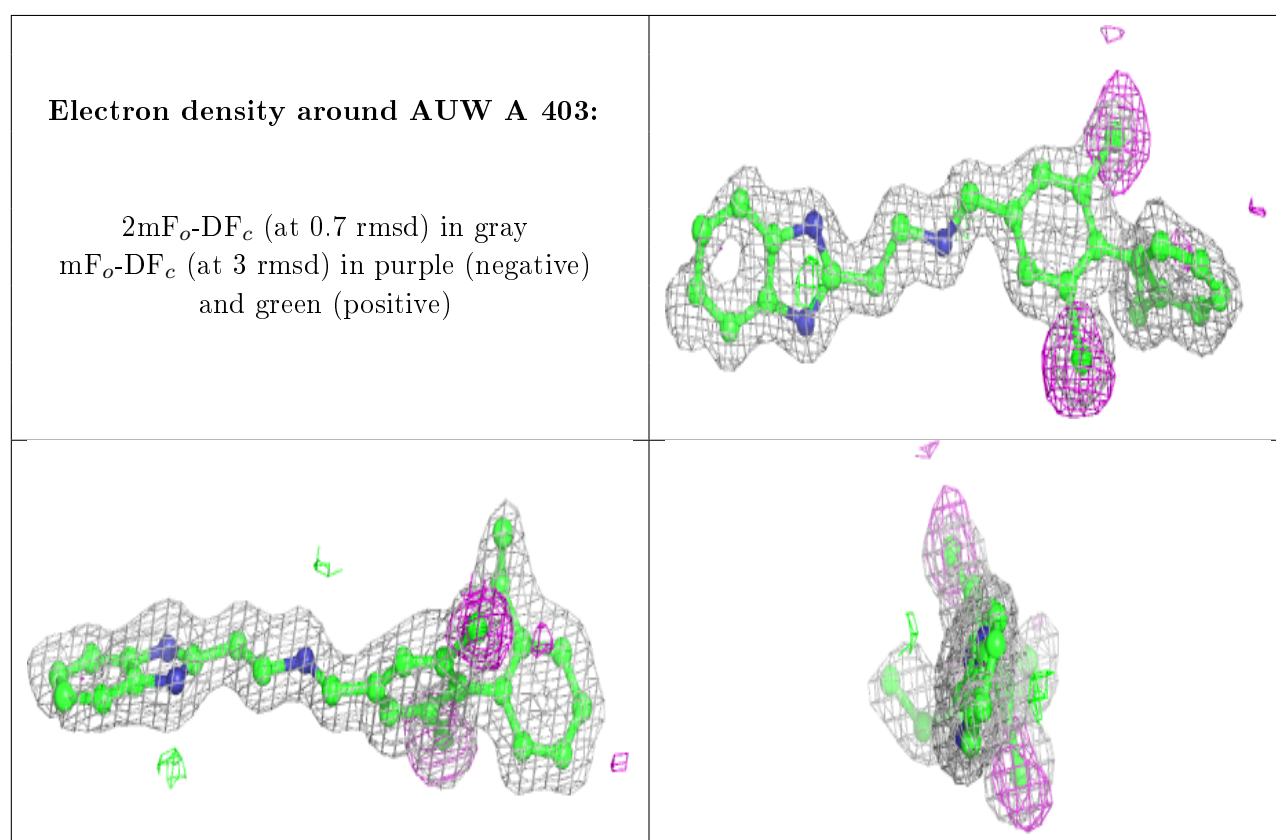 Electron density around AUW A 403:
2mFo-DFc (at 0.7 rmsd) in gray
mFo-DFc (at 3 rmsd) in purple (negative)
and green (positive)